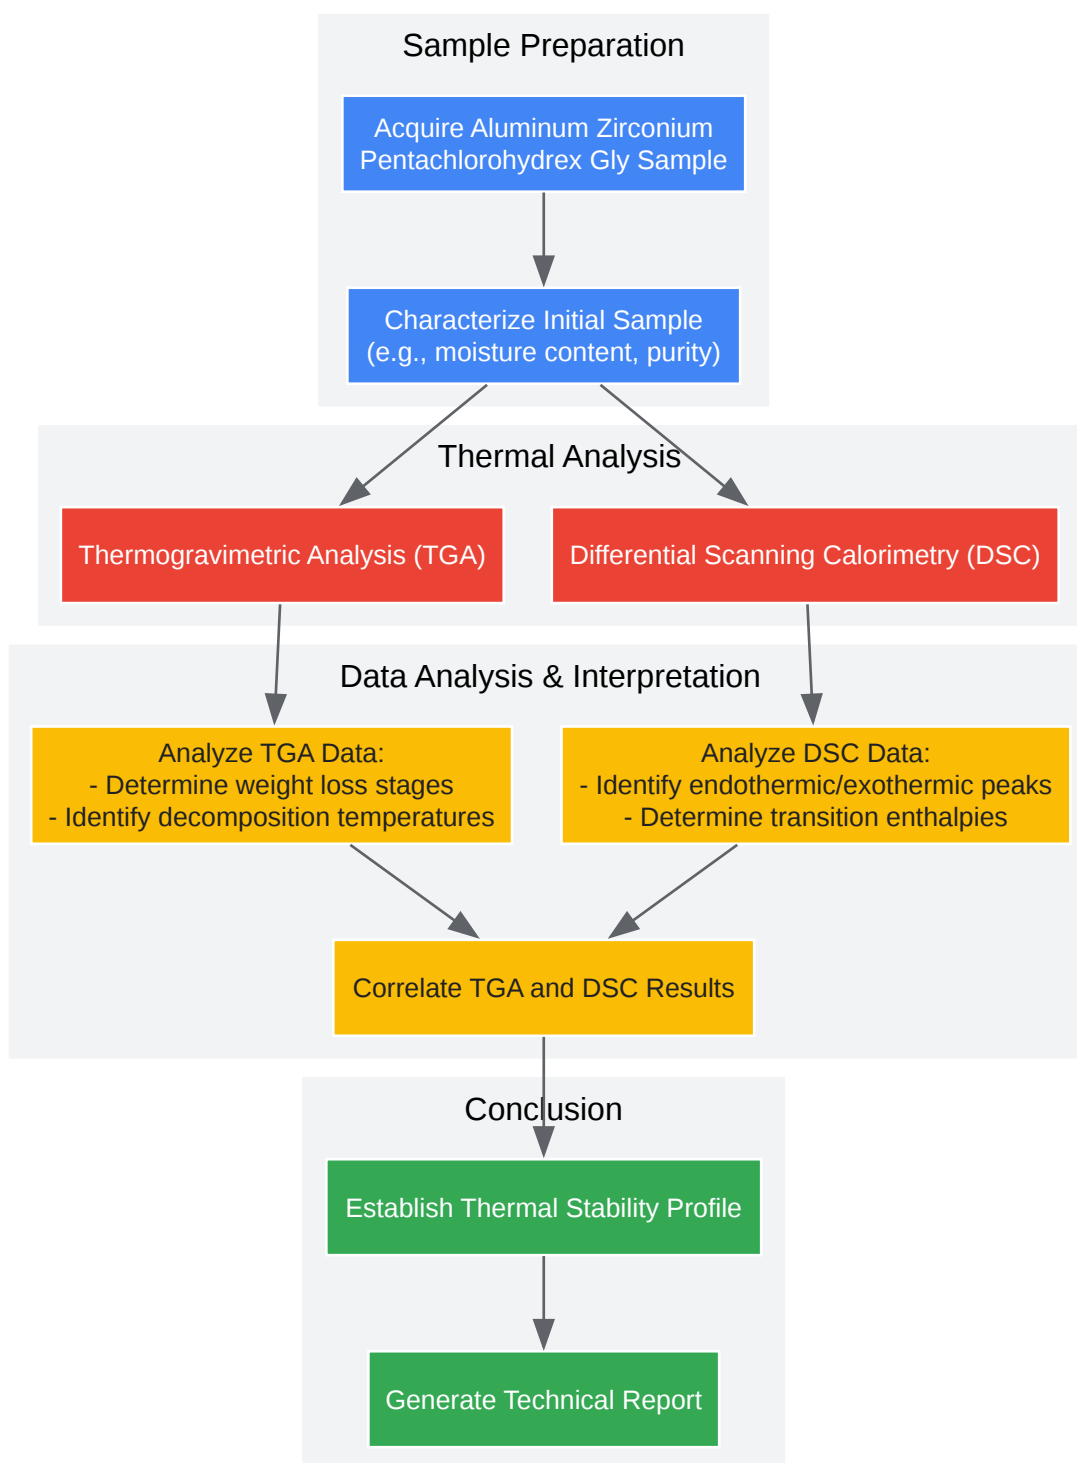 Sample Preparation
Acquire Aluminum Zirconium
Pentachlorohydrex Gly Sample
Characterize Initial Sample
(e.g., moisture content, purity)
Thermal Analysis
Thermogravimetric Analysis (TGA)
Differential Scanning Calorimetry (DSC)
Data Analysis & Interpretation
Analyze TGA Data:
- Determine weight loss stages
- Identify decomposition temperatures
Analyze DSC Data:
- Identify endothermic/exothermic peaks
- Determine transition enthalpies
Correlate TGA and DSC Results
Conclusion
Establish Thermal Stability Profile
Generate Technical Report